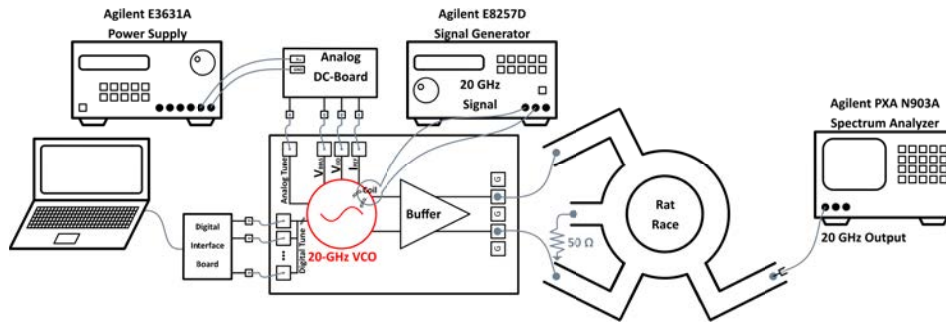 Agilent E3631A
Power Supply
Analog
DC-Board
Agilent E8257D
Signal Generator
20 GHz
Signal
Agilent PXA N903A
Spectrum Analyzer
20 GHz Output
Analog Tune
V
V
I
Coil
Buffer
G
S
G
S
G
Rat
Race
50 Ω
Digital
Interface
Board
...
Digital Tune
20-GHz VCO